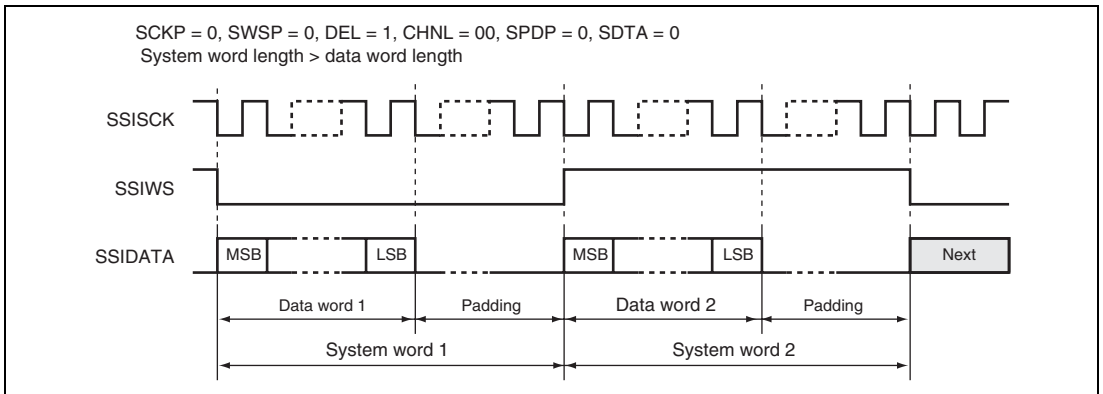 SCKP = 0, SWSP = 0, DEL = 1, CHNL = 00, SPDP = 0, SDTA = 0
System word length > data word length
SSISCK
SSIWS
SSIDATA
MSB
LSB
MSB
LSB
Next
Data word 1
Padding
Data word 2
Padding
System word 1
System word 2